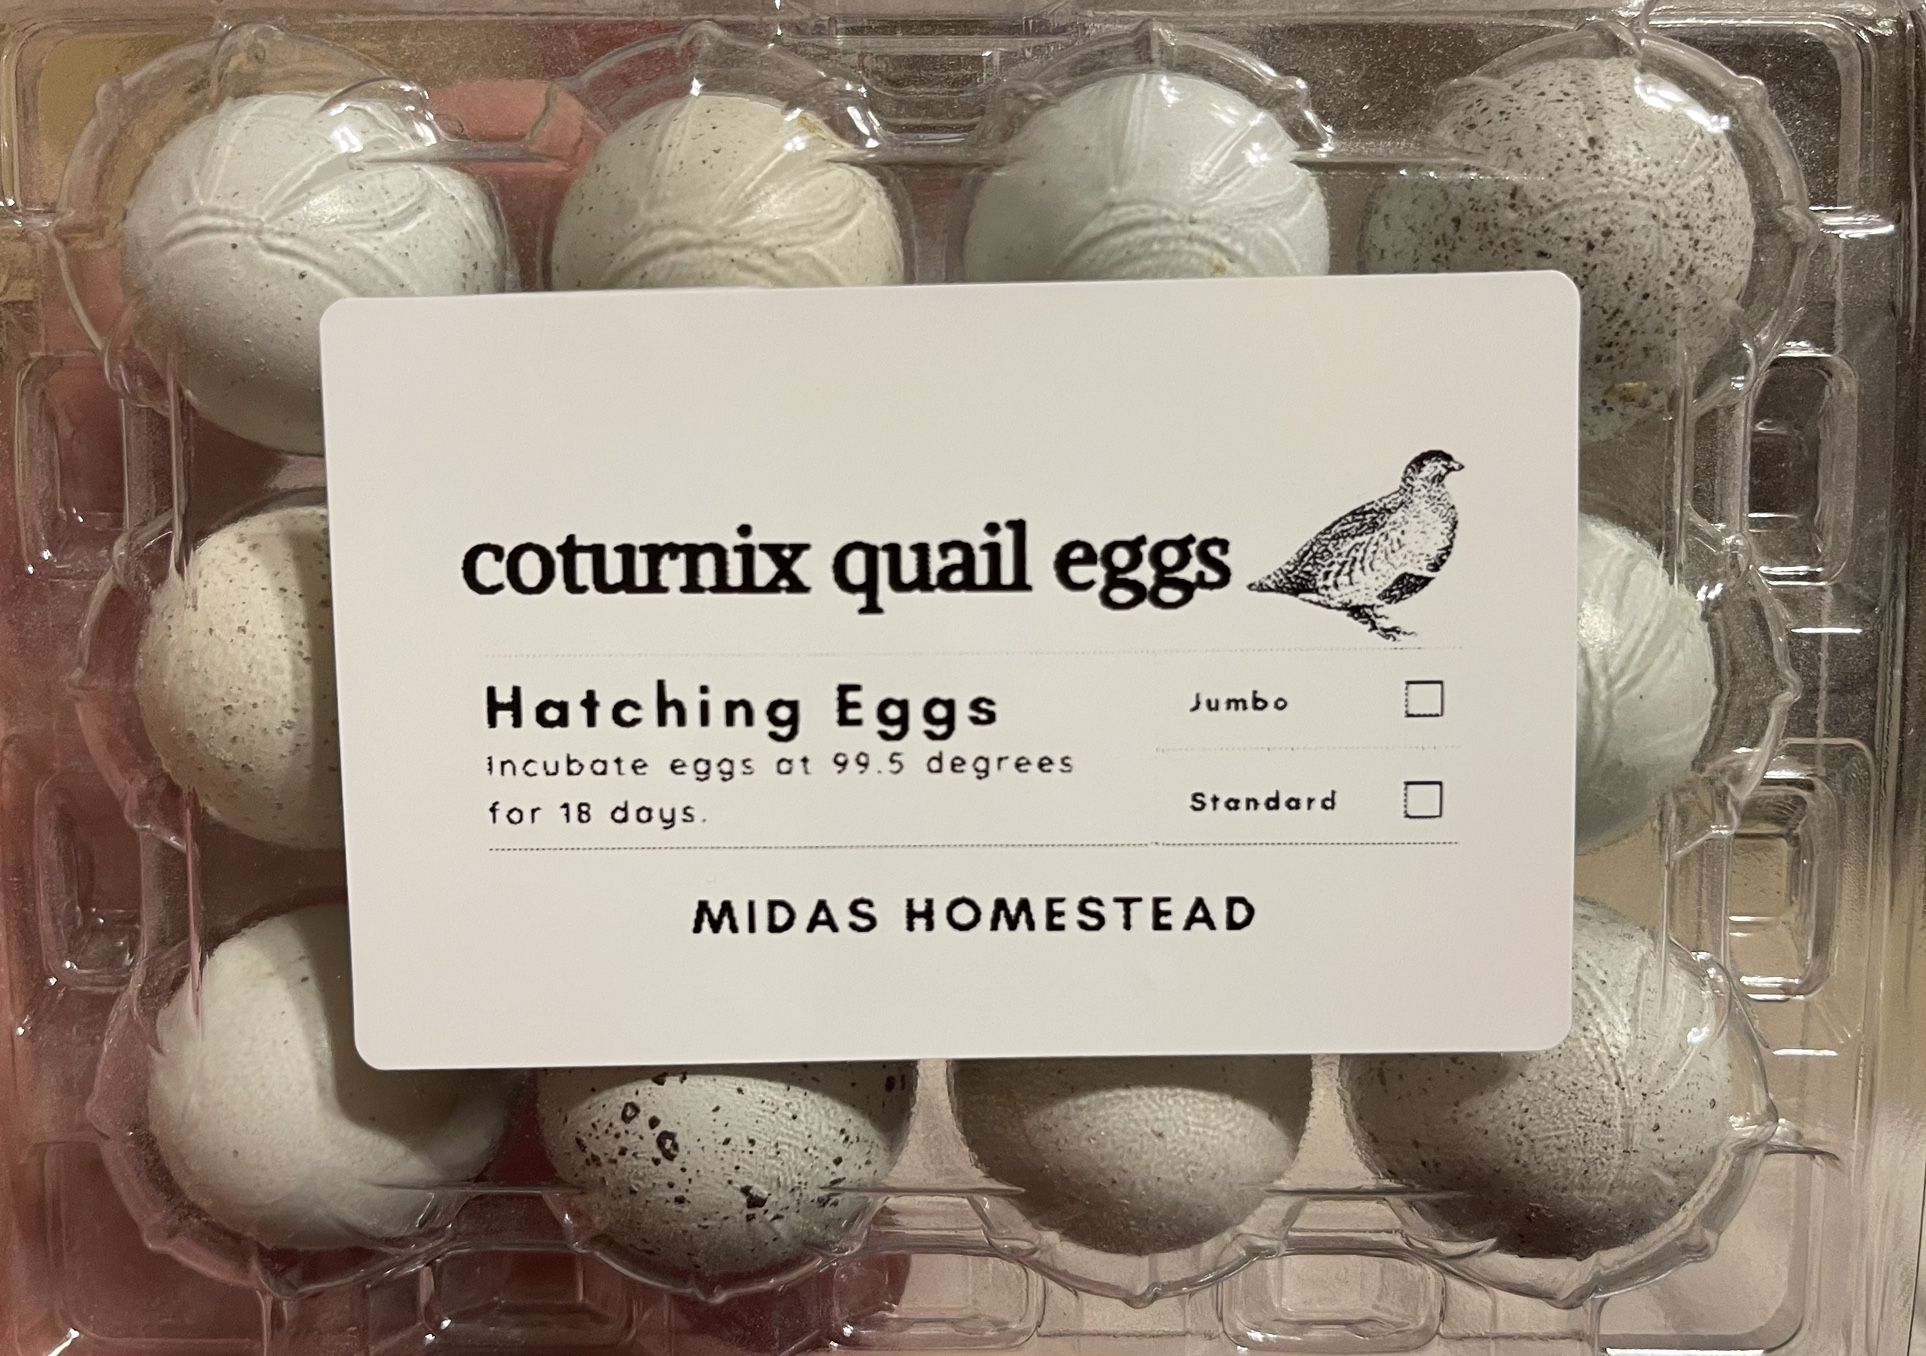 coturnix quail eggs
Hatching Eggs
Jumbo
incubate eggs at 99.5 degrees
for 18 days.
Standard
MIDAS HOMESTEAD